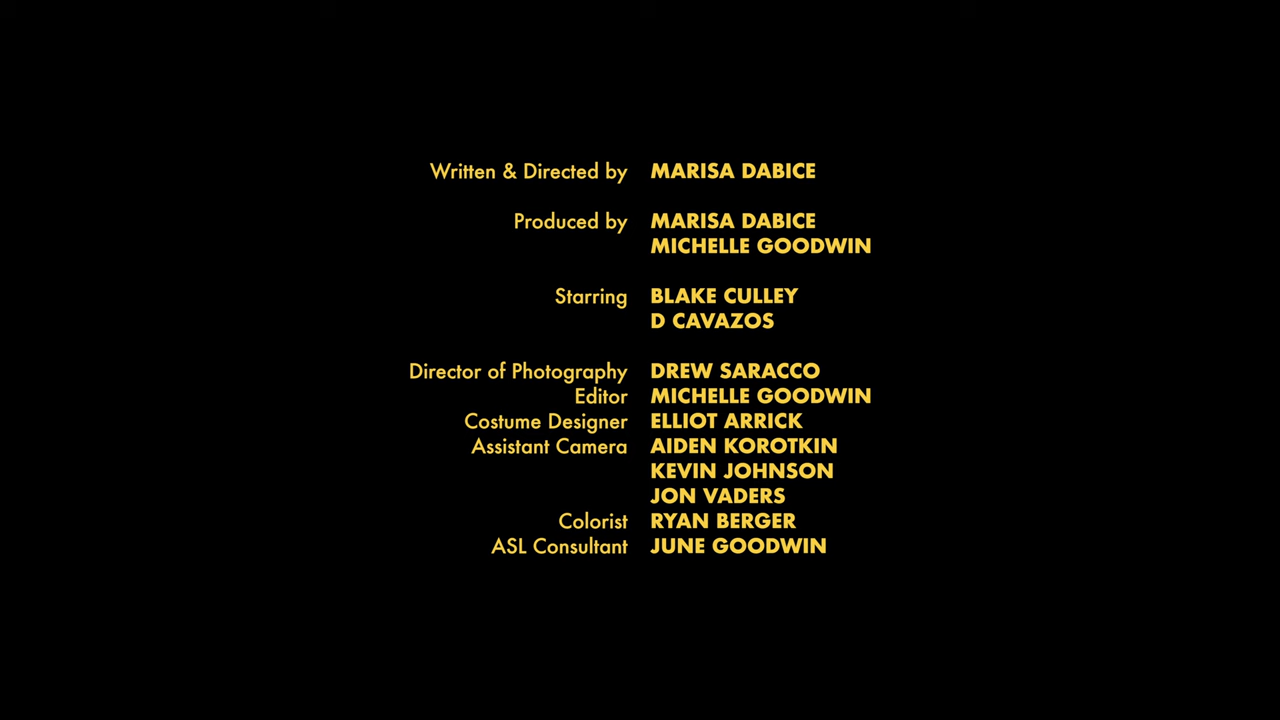 Written & Directed by MARISA DABICE
Produced by MARISA DABICE
MICHELLE GOODWIN
Starring BLAKE CULLEY
D CAVAZOS
Director of Photography DREW SARACCO
Editor MICHELLE GOODWIN
Costume Designer ELLIOT ARRICK
Assistant Camera AIDEN KOROTKIN
KEVIN JOHNSON
JON VADERS
Colorist RYAN BERGER
ASL Consultant JUNE GOODWIN